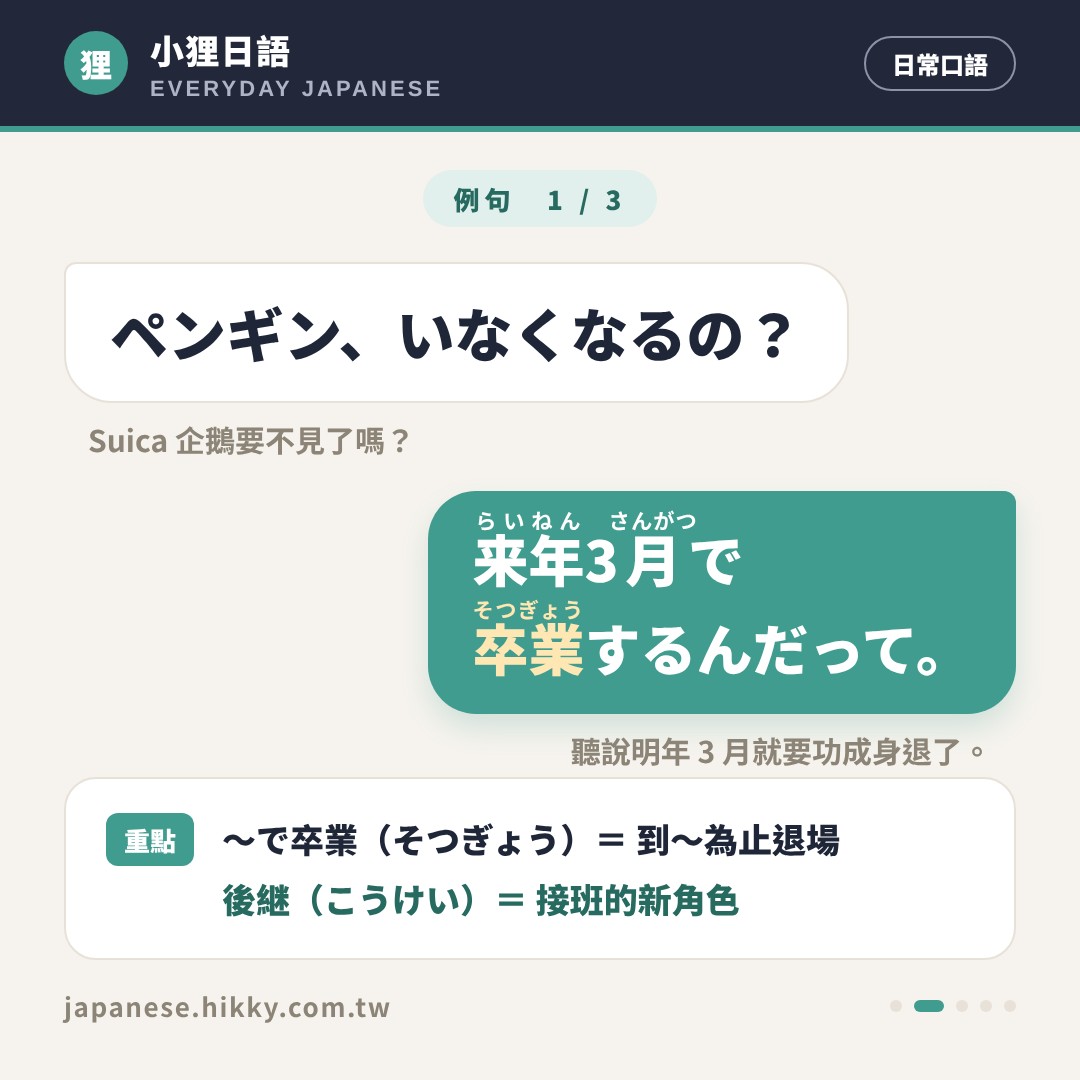 狸
小狸日語
EVERYDAY JAPANESE
日常口語
例句 1 / 3
ペンギン、いなくなるの？
Suica 企鵝要不見了嗎？
らいねん さんがつ
来年3月で
そつぎょう
卒業するんだって。
聽說明年 3 月就要功成身退了。
重點
〜で卒業（そつぎょう）＝ 到〜為止退場
後継（こうけい）＝ 接班的新角色
japanese.hikky.com.tw